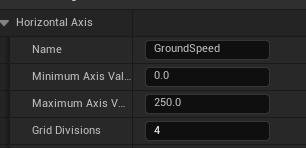 Horizontal Axis
Name GroundSpeed
Minimum Axis Val... 0.0
Maximum Axis V... 250.0
Grid Divisions 4